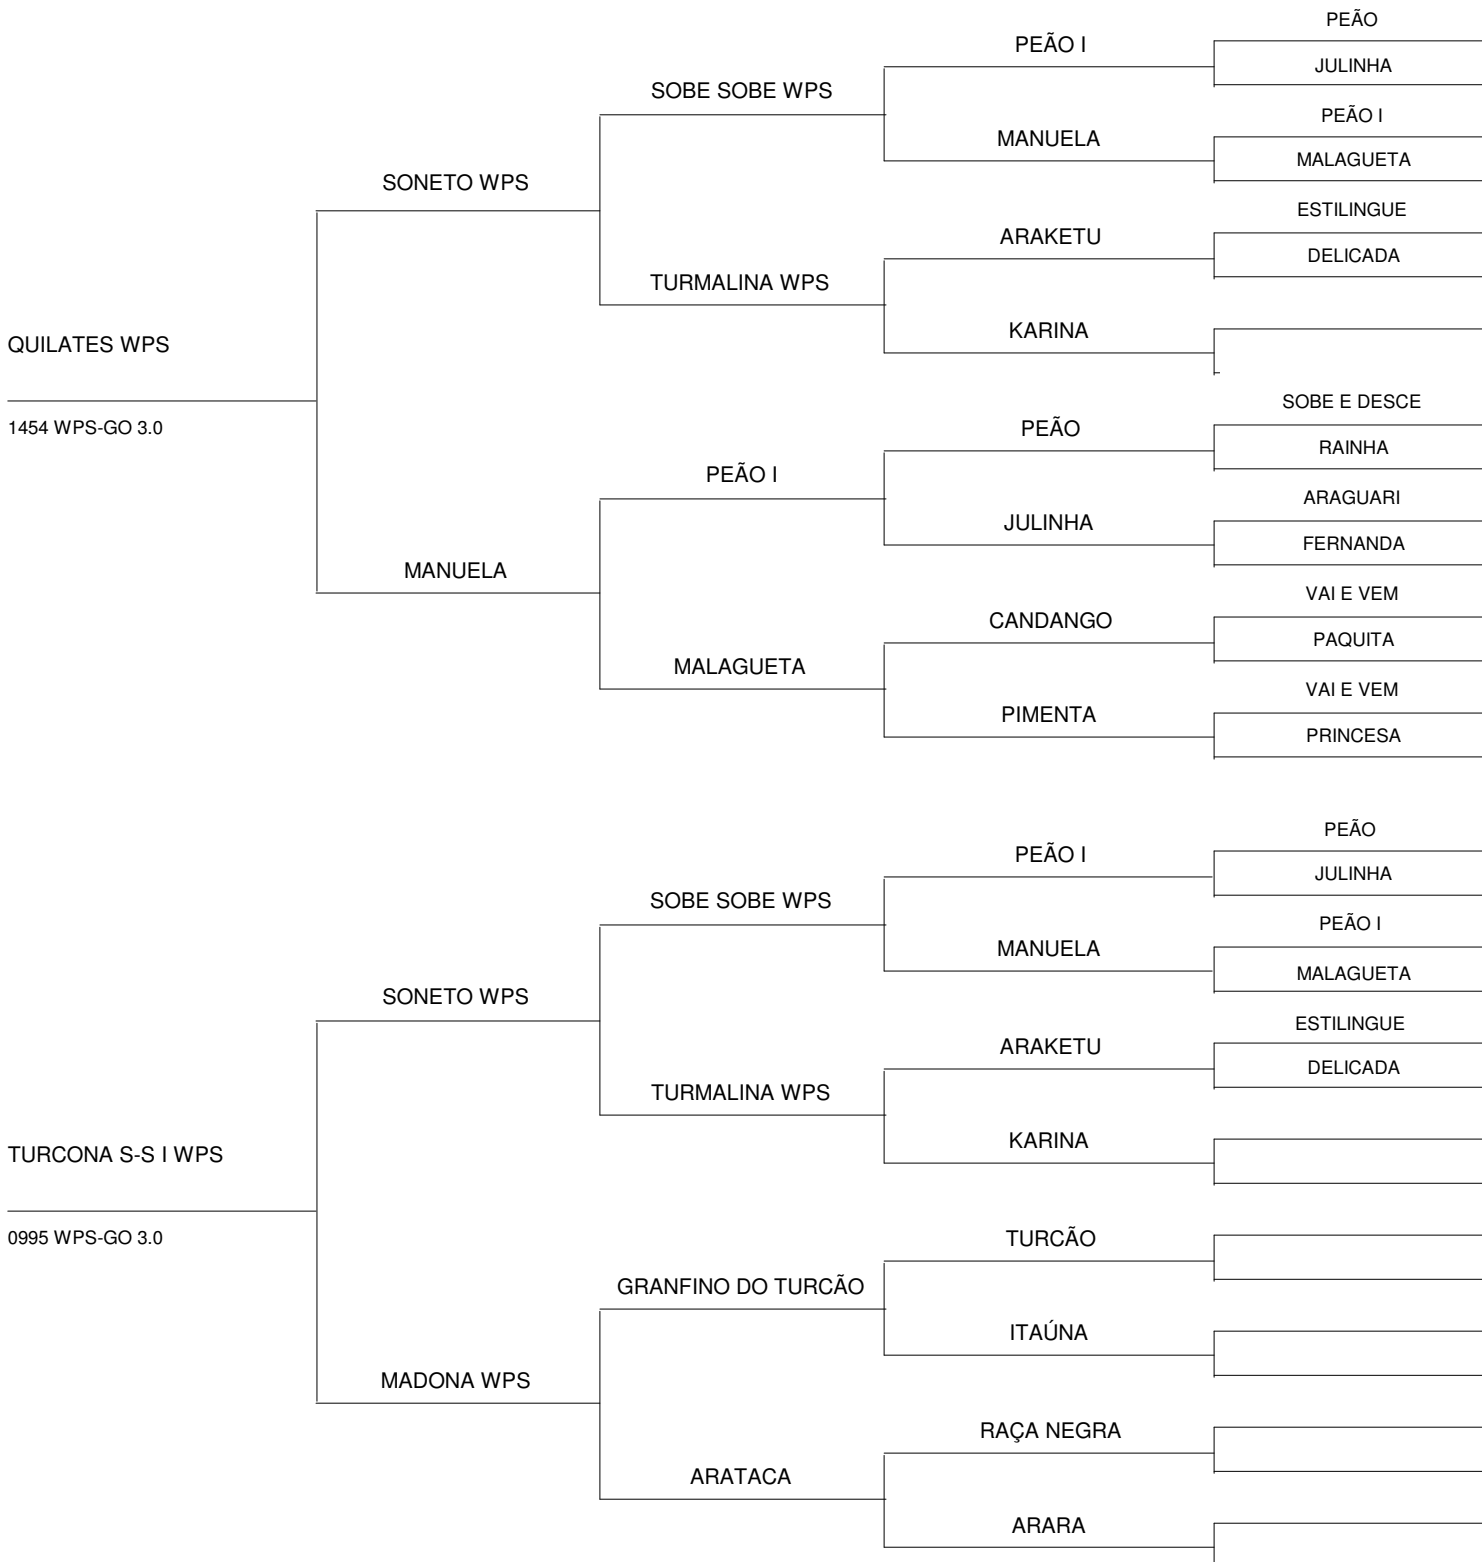 PEÃO
PEÃO I
JULINHA
SOBE SOBE WPS
PEÃO I
MANUELA
MALAGUETA
SONETO WPS
ESTILINGUE
ARAKETU
DELICADA
TURMALINA WPS
KARINA
QUILATES WPS
SOBE E DESCE
1454 WPS-GO 3.0
PEÃO
RAINHA
PEÃO I
ARAGUARI
JULINHA
FERNANDA
MANUELA
VAI E VEM
CANDANGO
PAQUITA
MALAGUETA
VAI E VEM
PIMENTA
PRINCESA
PEÃO
PEÃO I
JULINHA
SOBE SOBE WPS
PEÃO I
MANUELA
MALAGUETA
SONETO WPS
ESTILINGUE
ARAKETU
DELICADA
TURMALINA WPS
KARINA
TURCONA S-S I WPS
0995 WPS-GO 3.0
TURCÃO
GRANFINO DO TURCÃO
ITAÚNA
MADONA WPS
RAÇA NEGRA
ARATACA
ARARA